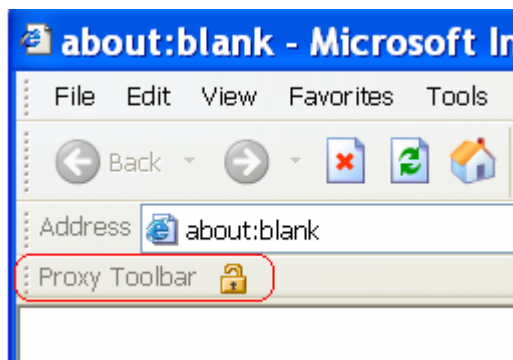 about:blank - Microsoft In
File Edit View Favorites Tools
Back
Address about:blank
Proxy Toolbar